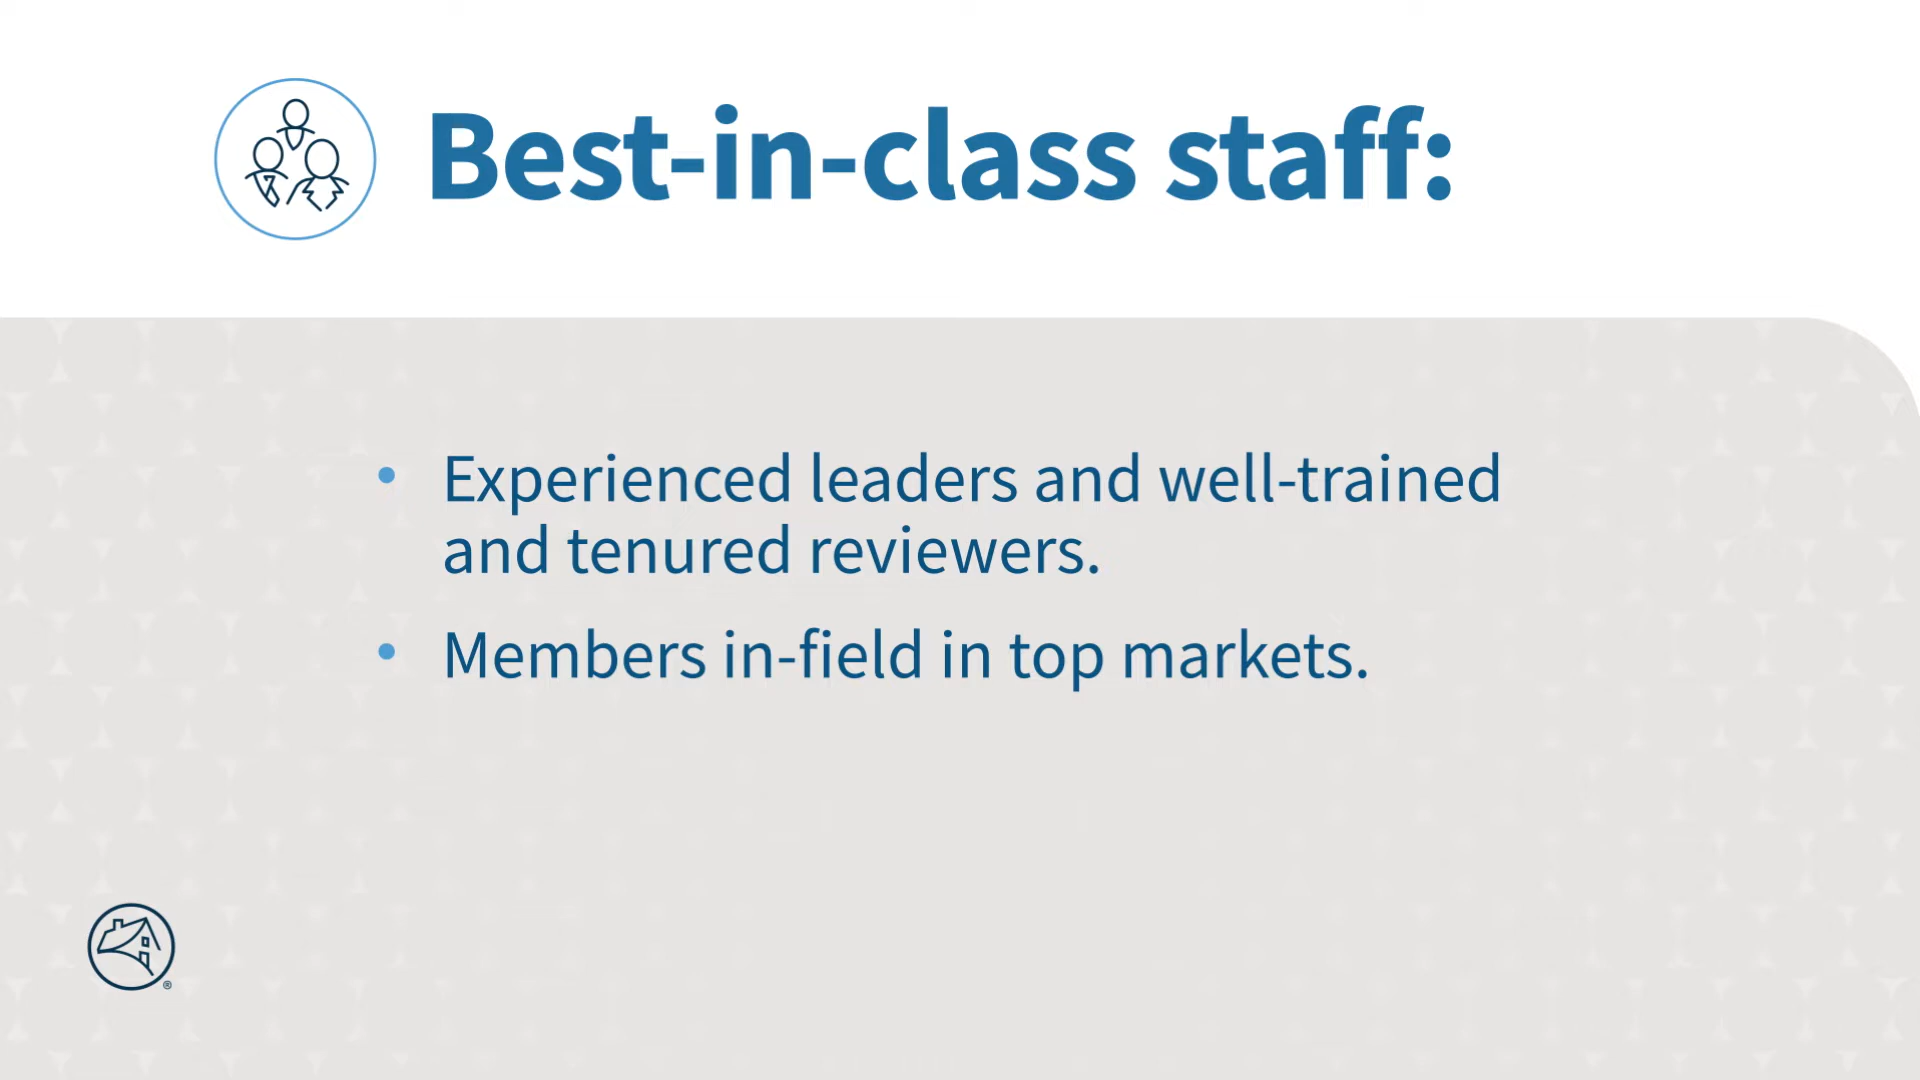 Best-in-class staff:
• Experienced leaders and well-trained
and tenured reviewers.
• Members in-field in top markets.
®